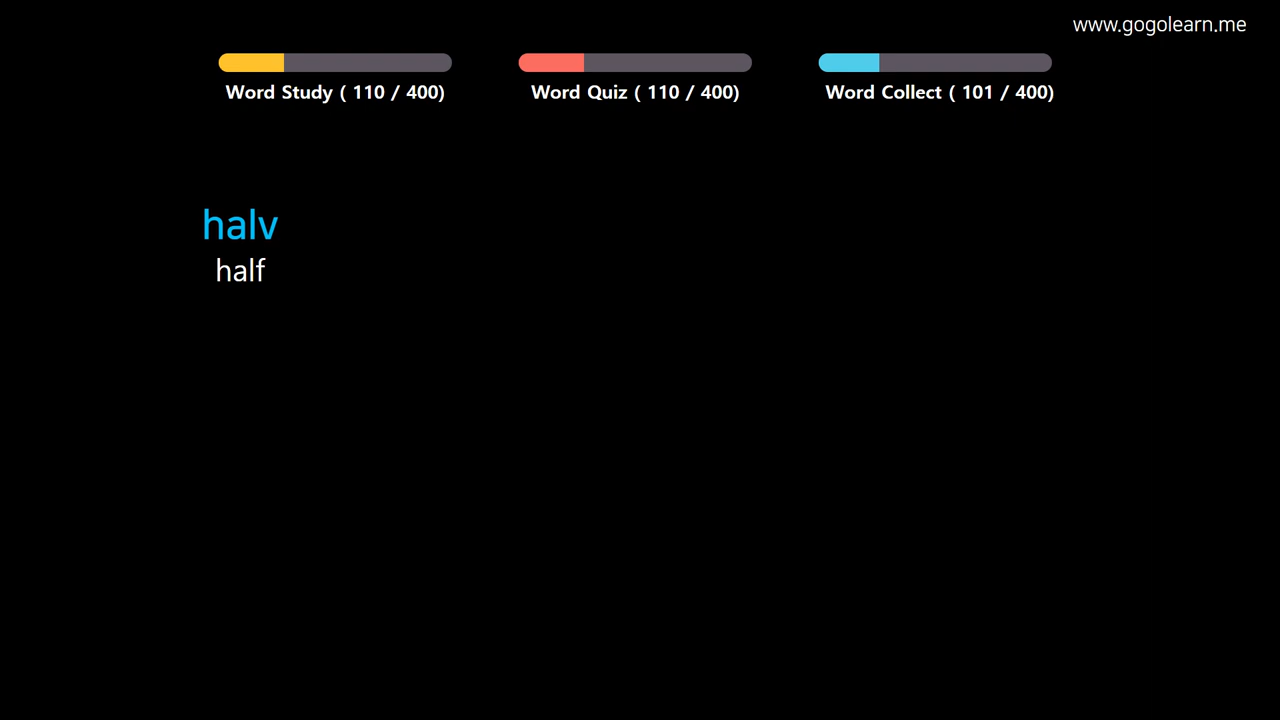 www.gogolearn.me
Word Study ( 110 / 400)
Word Quiz ( 110 / 400)
Word Collect ( 101 / 400)
halv
half